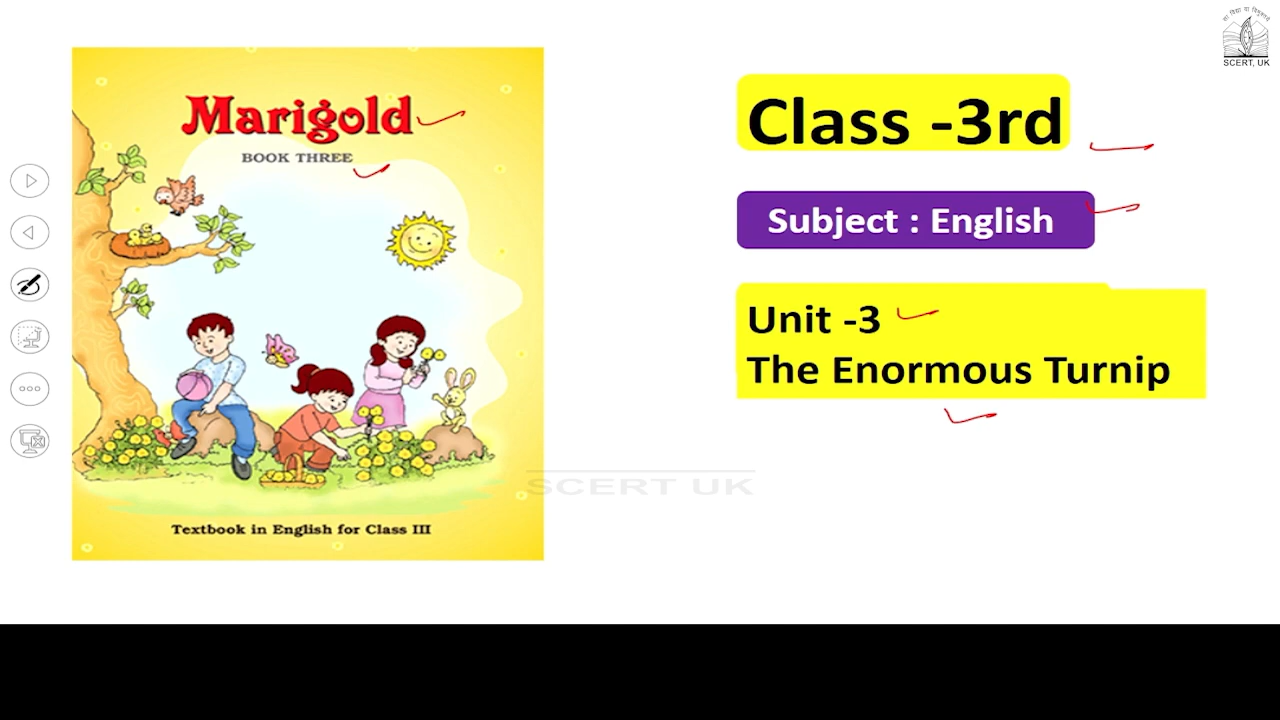 Marigold
BOOK THREE
Textbook in English for Class III
SCERT, UK
Class -3rd
Subject : English
Unit -3
The Enormous Turnip
SCERT UK